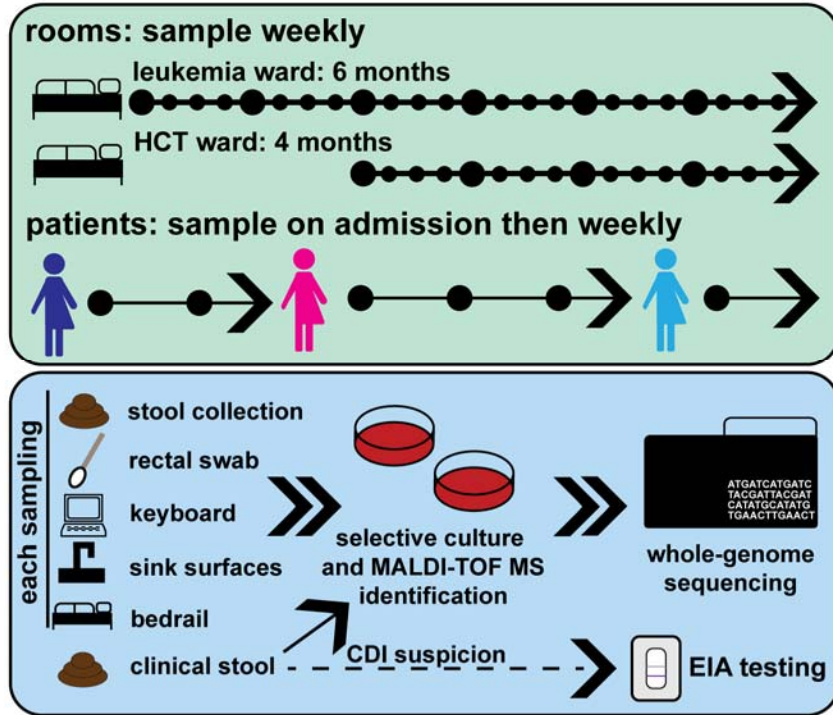 rooms: sample weekly
leukemia ward: 6 months
HCT ward: 4 months
patients: sample on admission then weekly
each sampling
stool collection
rectal swab
keyboard
sink surfaces
bedrail
clinical stool
selective culture
and MALDI-TOF MS
identification
CDI suspicion
ATGATCATGATC
TACGATTACGAT
CATATGCATATG
TGAACTTGAACT
whole-genome
sequencing
EIA testing